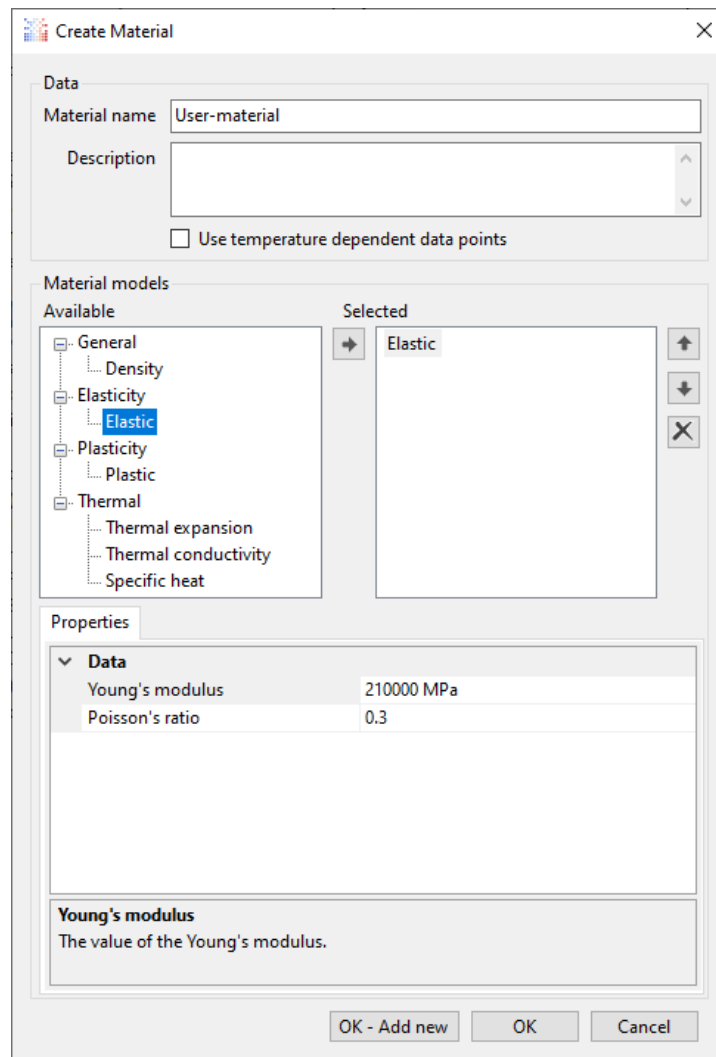 Create Material
Data
Material name User-material
Description
Use temperature dependent data points
Material models
Available Selected
General Elastic
Density
Elasticity
Elastic
Plasticity
Plastic
Thermal
Thermal expansion
Thermal conductivity
Specific heat
Properties
Data
Young's modulus 210000 MPa
Poisson's ratio 0.3
Young's modulus
The value of the Young's modulus.
OK - Add new OK Cancel